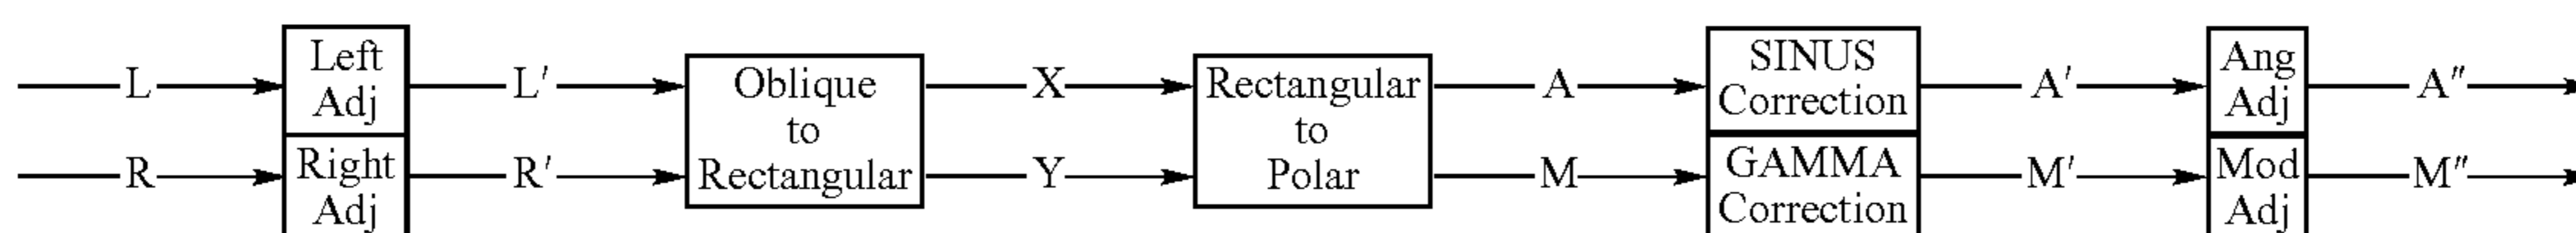 L
Left
Adj
L′
Oblique
to
Rectangular
X
Rectangular
to
Polar
A
SINUS
Correction
A′
Ang
Adj
A″
R
Right
Adj
R′
Y
M
GAMMA
Correction
M′
Mod
Adj
M″